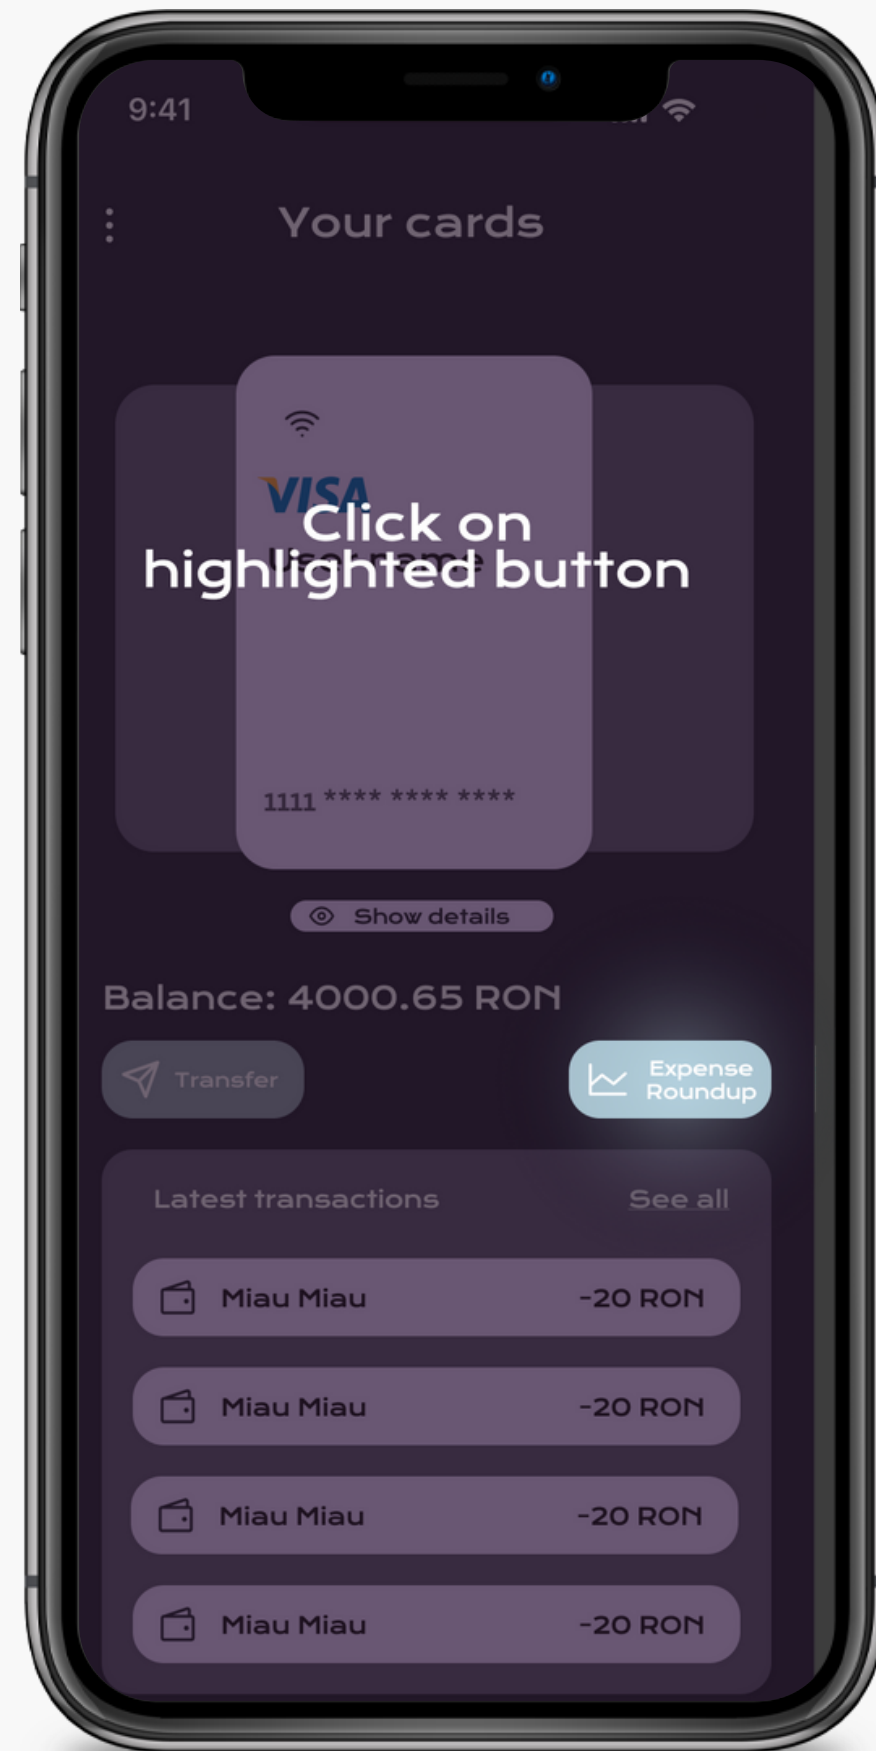 9:41
Your cards
VISA
User name
Click on
highlighted button
1111 **** **** ****
Show details
Balance: 4000.65 RON
Transfer
Expense
Roundup
Latest transactions
See all
Miau Miau -20 RON
Miau Miau -20 RON
Miau Miau -20 RON
Miau Miau -20 RON